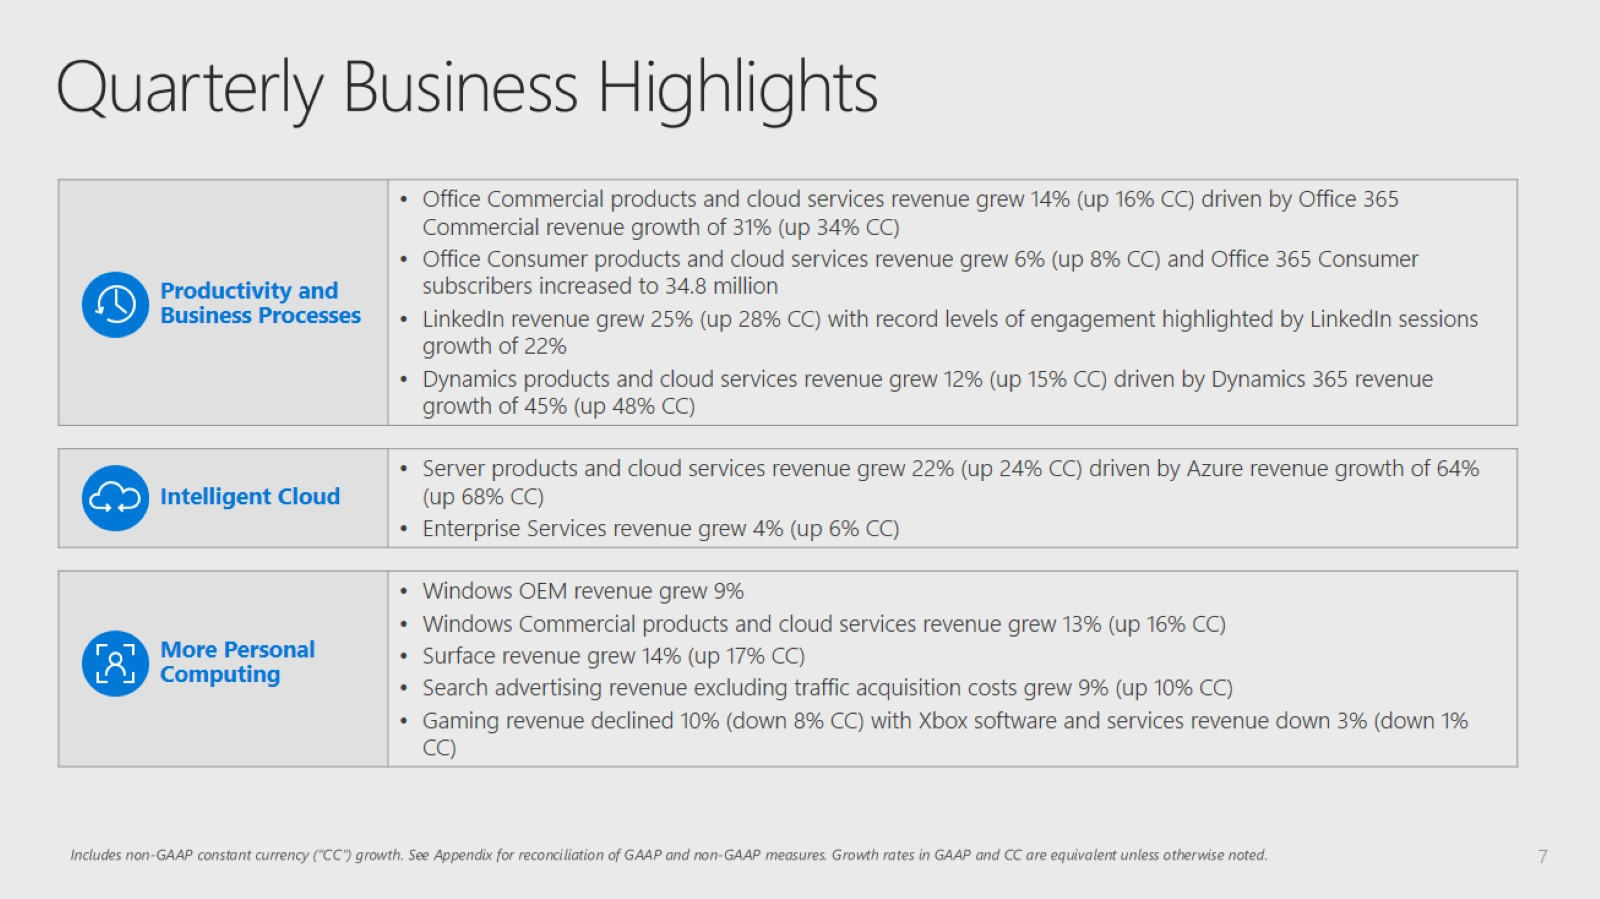 Quarterly Business Highlights
Productivity and
Business Processes
• Office Commercial products and cloud services revenue grew 14% (up 16% CC) driven by Office 365
Commercial revenue growth of 31% (up 34% CC)
• Office Consumer products and cloud services revenue grew 6% (up 8% CC) and Office 365 Consumer
subscribers increased to 34.8 million
• LinkedIn revenue grew 25% (up 28% CC) with record levels of engagement highlighted by LinkedIn sessions
growth of 22%
• Dynamics products and cloud services revenue grew 12% (up 15% CC) driven by Dynamics 365 revenue
growth of 45% (up 48% CC)
Intelligent Cloud
• Server products and cloud services revenue grew 22% (up 24% CC) driven by Azure revenue growth of 64%
(up 68% CC)
• Enterprise Services revenue grew 4% (up 6% CC)
More Personal
Computing
• Windows OEM revenue grew 9%
• Windows Commercial products and cloud services revenue grew 13% (up 16% CC)
• Surface revenue grew 14% (up 17% CC)
• Search advertising revenue excluding traffic acquisition costs grew 9% (up 10% CC)
• Gaming revenue declined 10% (down 8% CC) with Xbox software and services revenue down 3% (down 1%
CC)
Includes non-GAAP constant currency ("CC") growth. See Appendix for reconciliation of GAAP and non-GAAP measures. Growth rates in GAAP and CC are equivalent unless otherwise noted.
7